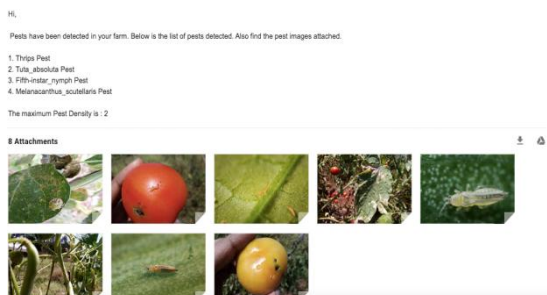 Hi,
Pests have been detected in your farm. Below is the list of pests detected. Also find the pest images attached.
1. Thrips Pest
2. Tuta_absoluta Pest
3. Fifth-instar_nymph Pest
4. Melanacanthus_scutellaris Pest
The maximum Pest Density is : 2
8 Attachments